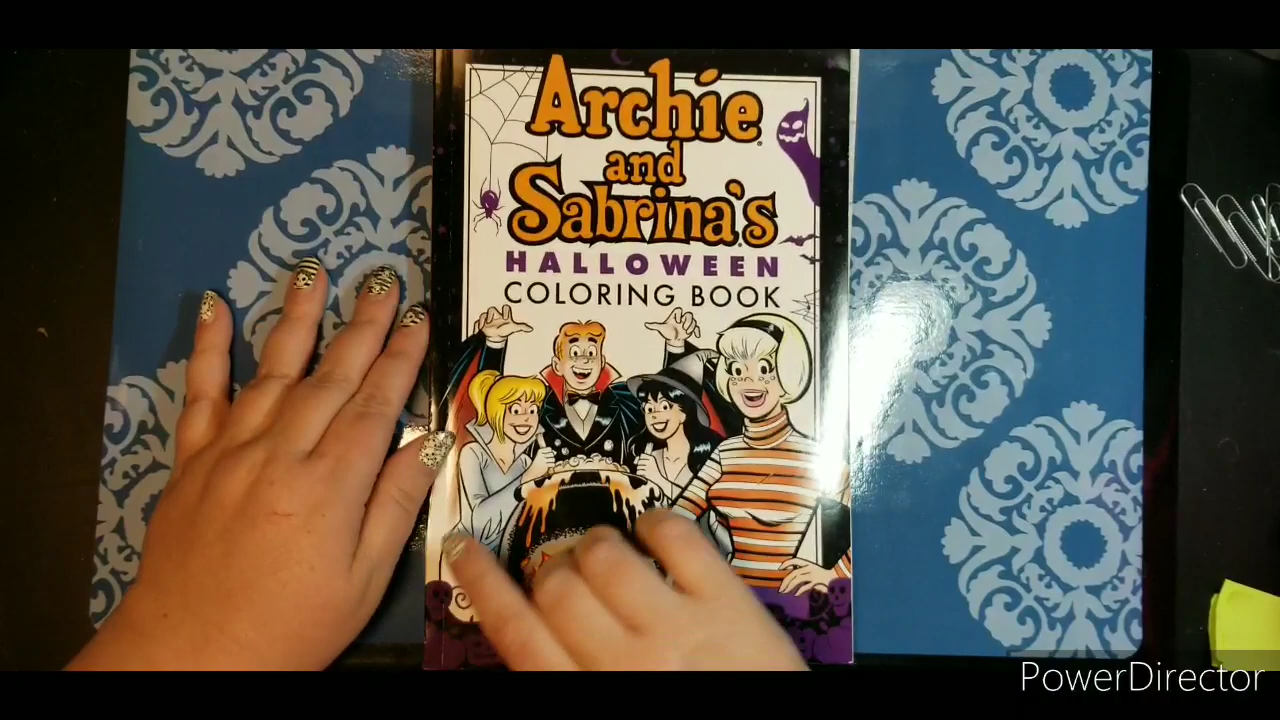 Archie
and
Sabrina's
HALLOWEEN
COLORING BOOK
PowerDirector